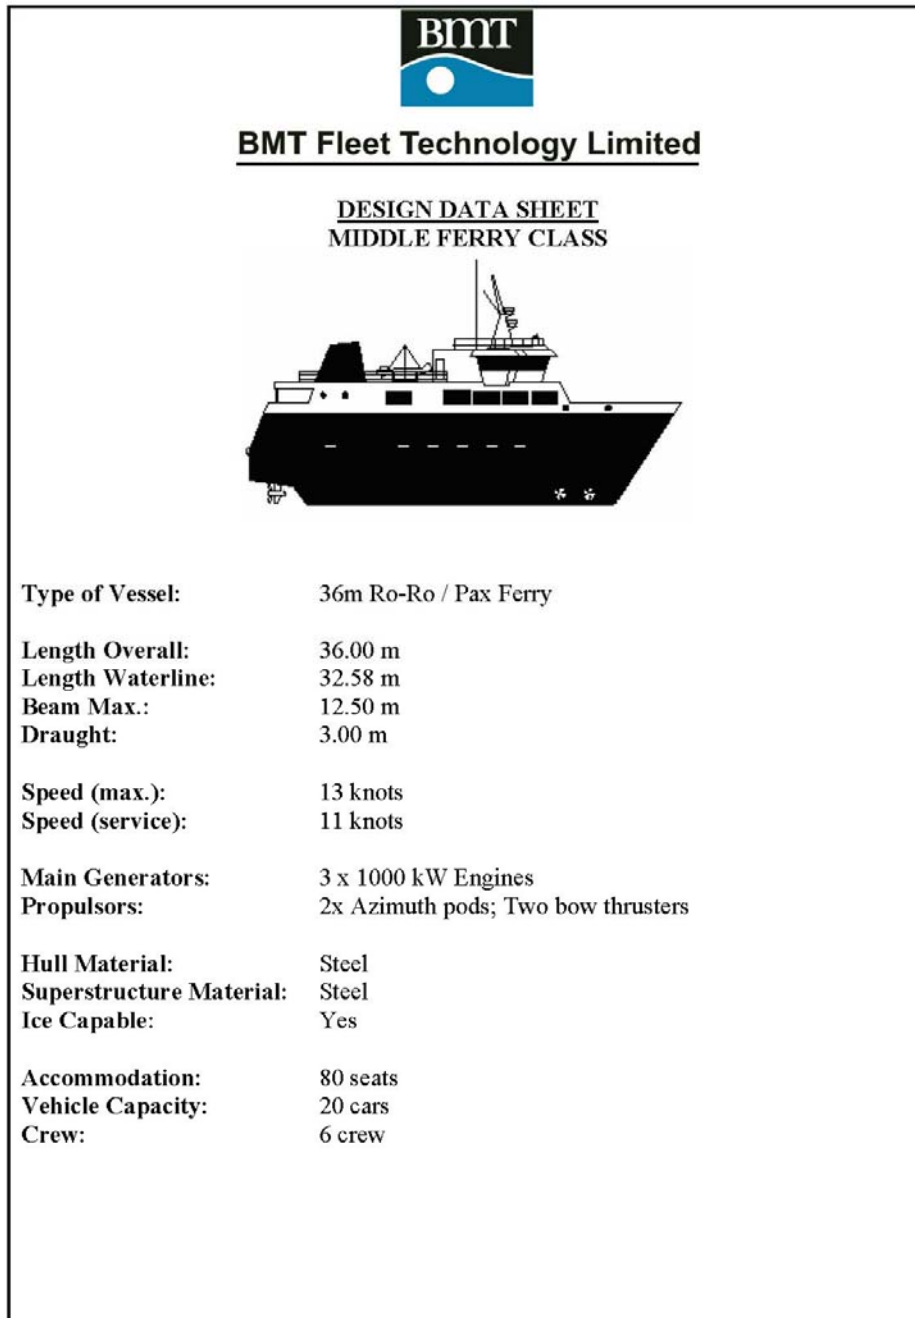 BMT
BMT Fleet Technology Limited
DESIGN DATA SHEET
MIDDLE FERRY CLASS
Type of Vessel: 36m Ro-Ro / Pax Ferry
Length Overall: 36.00 m
Length Waterline: 32.58 m
Beam Max.: 12.50 m
Draught: 3.00 m
Speed (max.): 13 knots
Speed (service): 11 knots
Main Generators: 3 x 1000 kW Engines
Propulsors: 2x Azimuth pods; Two bow thrusters
Hull Material: Steel
Superstructure Material: Steel
Ice Capable: Yes
Accommodation: 80 seats
Vehicle Capacity: 20 cars
Crew: 6 crew